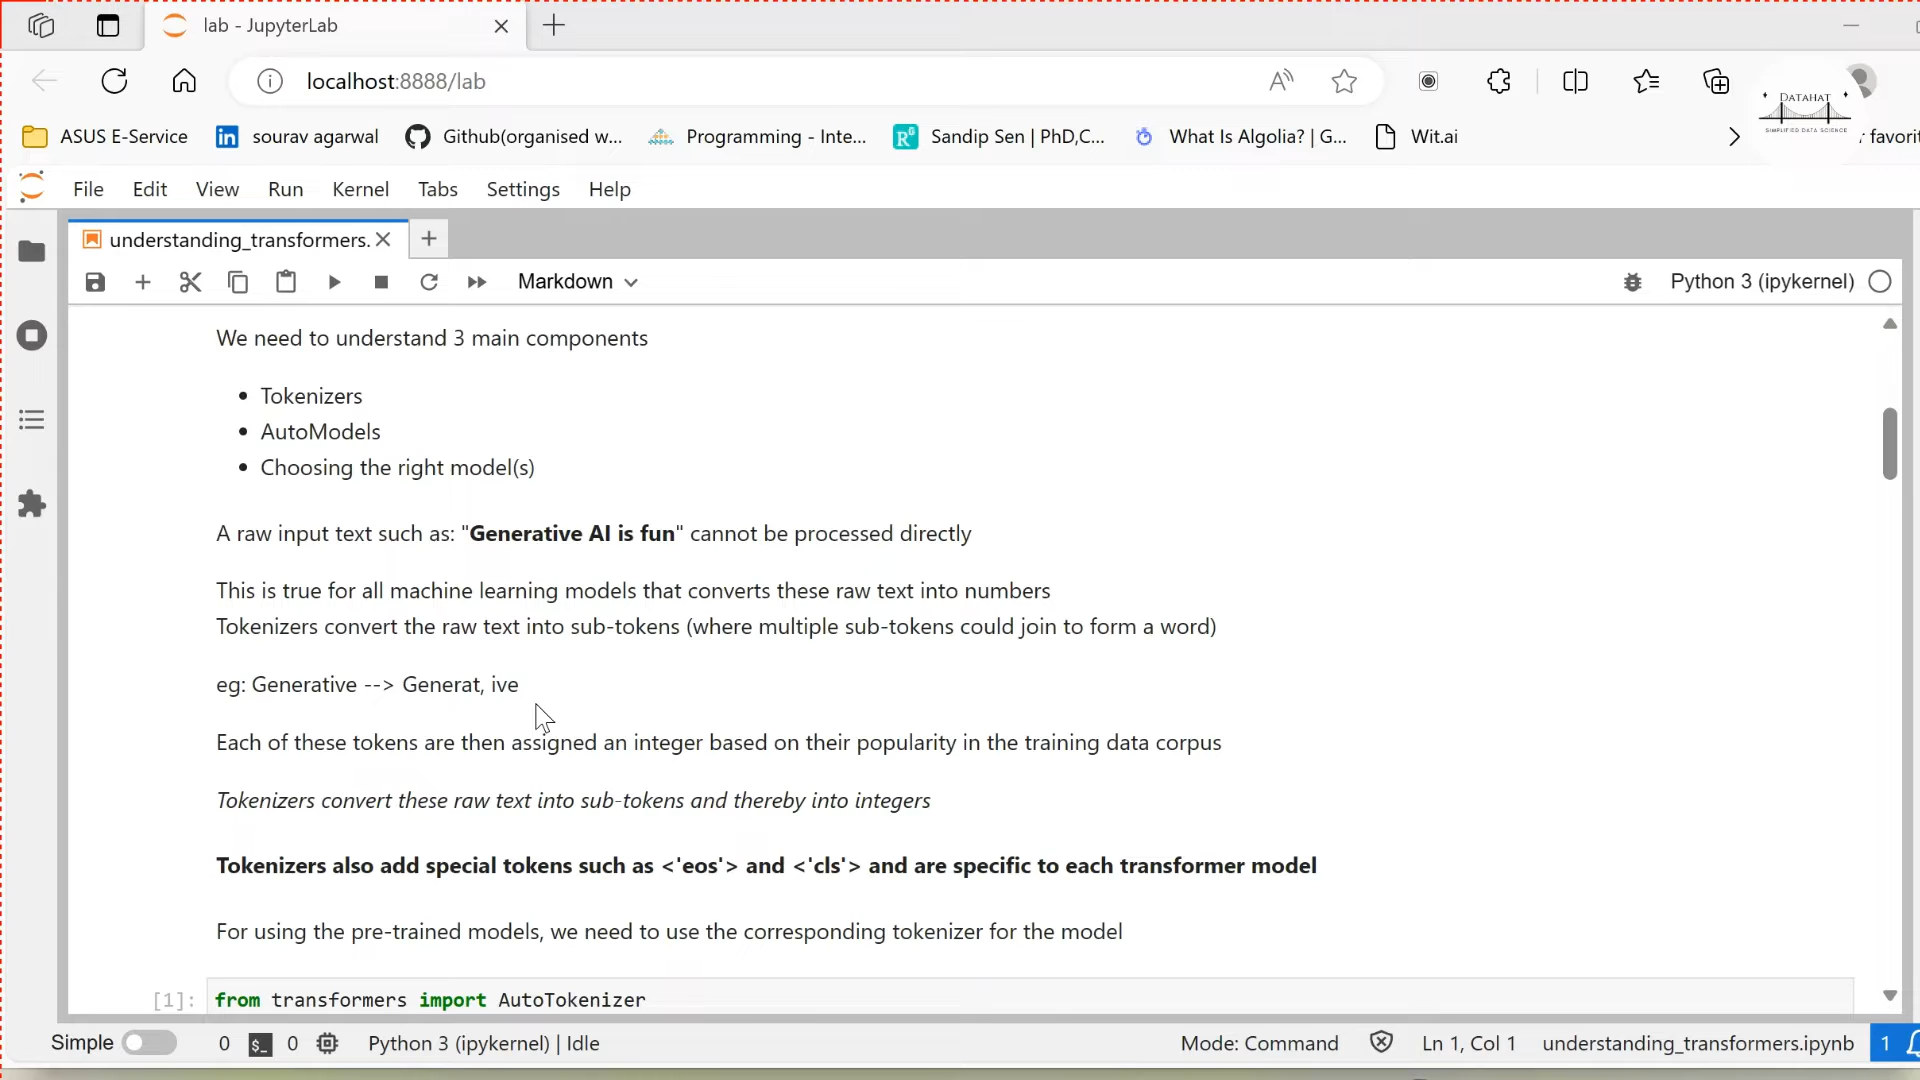 lab - JupyterLab
localhost:8888/lab
DATAHAT
SIMPLIFIED DATA SCIENCE
ASUS E-Service
sourav agarwal
Github(organised w...
Programming - Inte...
Sandip Sen | PhD,C...
What Is Algolia? | G...
Wit.ai
r favorit
File Edit View Run Kernel Tabs Settings Help
understanding_transformers.
Markdown
Python 3 (ipykernel)
We need to understand 3 main components
• Tokenizers
• AutoModels
• Choosing the right model(s)
A raw input text such as: "Generative AI is fun" cannot be processed directly
This is true for all machine learning models that converts these raw text into numbers
Tokenizers convert the raw text into sub-tokens (where multiple sub-tokens could join to form a word)
eg: Generative --> Generat, ive
Each of these tokens are then assigned an integer based on their popularity in the training data corpus
Tokenizers convert these raw text into sub-tokens and thereby into integers
Tokenizers also add special tokens such as <'eos'> and <'cls'> and are specific to each transformer model
For using the pre-trained models, we need to use the corresponding tokenizer for the model
[1]: from transformers import AutoTokenizer
Simple 0 $_ 0 Python 3 (ipykernel) | Idle Mode: Command Ln 1, Col 1 understanding_transformers.ipynb 1